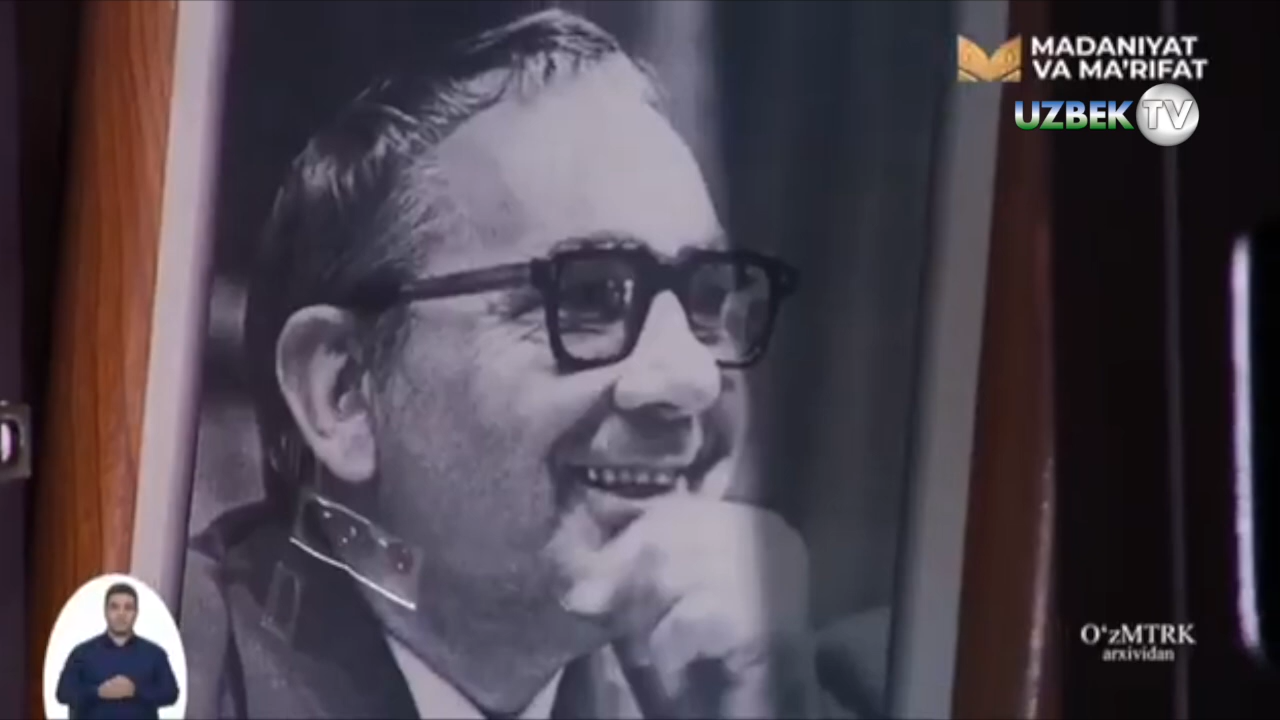 MADANIYAT
VA MA'RIFAT
UZBEK TV
O'zMTRK
arxividan